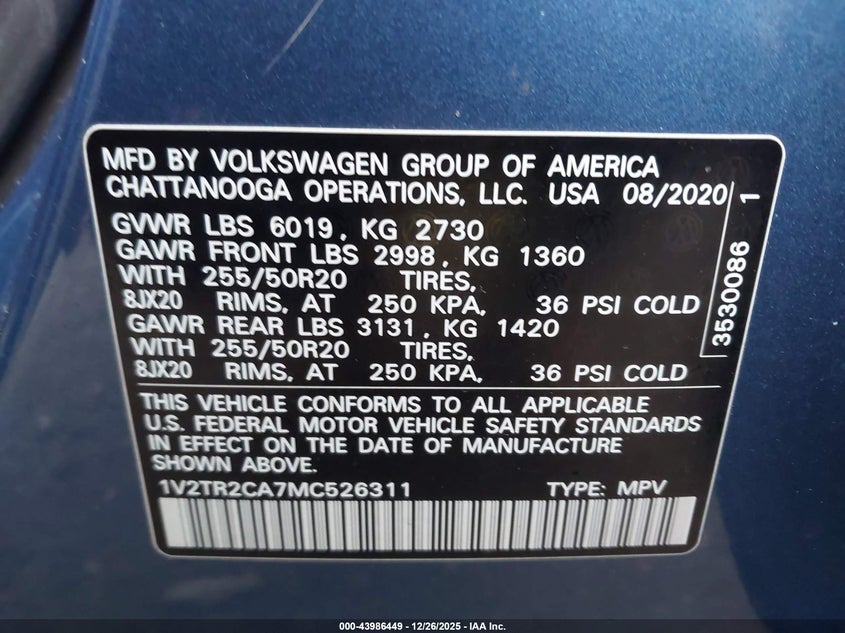 MFD BY VOLKSWAGEN GROUP OF AMERICA
CHATTANOOGA OPERATIONS, LLC. USA 08/2020
GVWR LBS 6019, KG 2730
GAWR FRONT LBS 2998, KG 1360
WITH 255/50R20 TIRES,
8JX20 RIMS, AT 250 KPA, 36 PSI COLD
GAWR REAR LBS 3131, KG 1420
WITH 255/50R20 TIRES,
8JX20 RIMS, AT 250 KPA, 36 PSI COLD
3530086 1
THIS VEHICLE CONFORMS TO ALL APPLICABLE
U.S. FEDERAL MOTOR VEHICLE SAFETY STANDARDS
IN EFFECT ON THE DATE OF MANUFACTURE
SHOWN ABOVE.
1V2TR2CA7MC526311 TYPE: MPV
000-43986449 - 12/26/2025 - IAA Inc.